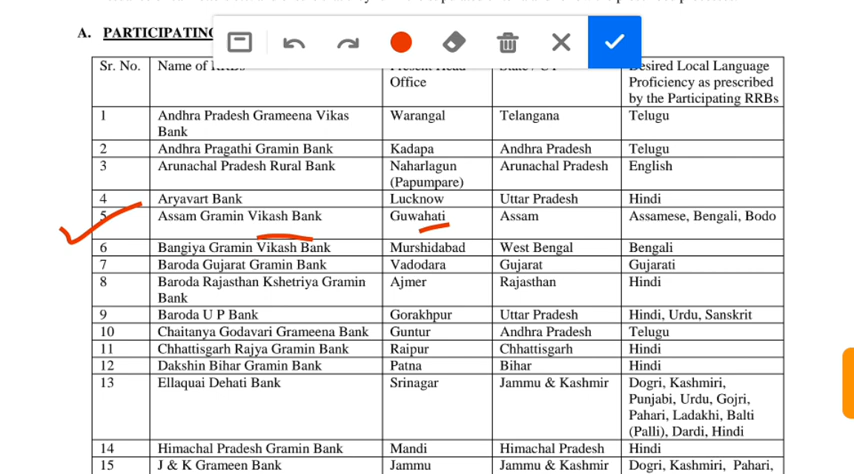 A. PARTICIPATING
Sr. No. Name of RRBs Present Head Office State / UT Desired Local Language Proficiency as prescribed by the Participating RRBs
1 Andhra Pradesh Grameena Vikas Bank Warangal Telangana Telugu
2 Andhra Pragathi Gramin Bank Kadapa Andhra Pradesh Telugu
3 Arunachal Pradesh Rural Bank Naharlagun (Papumpare) Arunachal Pradesh English
4 Aryavart Bank Lucknow Uttar Pradesh Hindi
5 Assam Gramin Vikash Bank Guwahati Assam Assamese, Bengali, Bodo
6 Bangiya Gramin Vikash Bank Murshidabad West Bengal Bengali
7 Baroda Gujarat Gramin Bank Vadodara Gujarat Gujarati
8 Baroda Rajasthan Kshetriya Gramin Bank Ajmer Rajasthan Hindi
9 Baroda U P Bank Gorakhpur Uttar Pradesh Hindi, Urdu, Sanskrit
10 Chaitanya Godavari Grameena Bank Guntur Andhra Pradesh Telugu
11 Chhattisgarh Rajya Gramin Bank Raipur Chhattisgarh Hindi
12 Dakshin Bihar Gramin Bank Patna Bihar Hindi
13 Ellaquai Dehati Bank Srinagar Jammu & Kashmir Dogri, Kashmiri, Punjabi, Urdu, Gojri, Pahari, Ladakhi, Balti (Palli), Dardi, Hindi
14 Himachal Pradesh Gramin Bank Mandi Himachal Pradesh Hindi
15 J & K Grameen Bank Jammu Jammu & Kashmir Dogri, Kashmiri, Pahari,